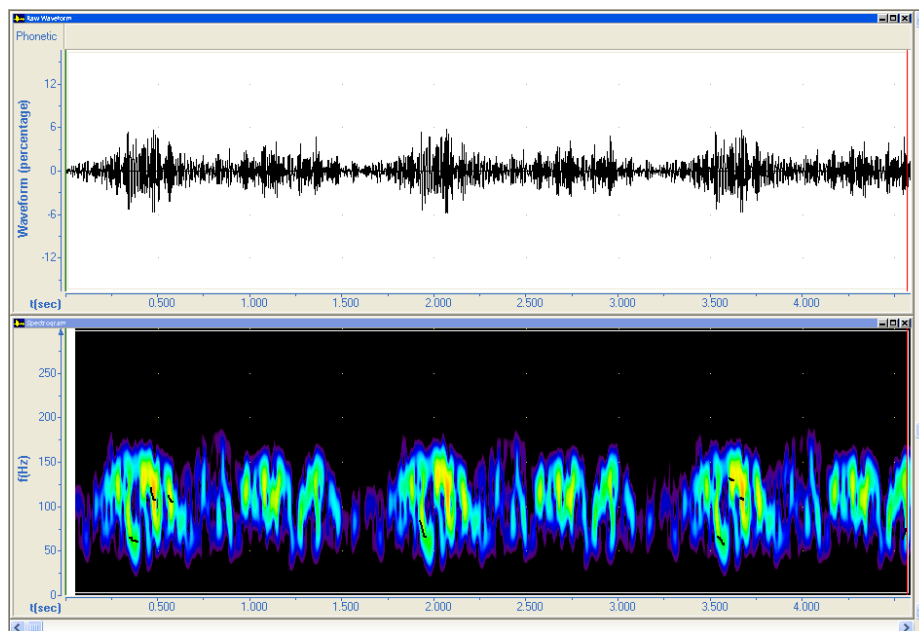 Raw Waveform
Phonetic
Waveform (percentage)
12
6
0
-6
-12
t(sec) 0.500 1.000 1.500 2.000 2.500 3.000 3.500 4.000
Spectrogram
f(Hz)
250
200
150
100
50
0
t(sec) 0.500 1.000 1.500 2.000 2.500 3.000 3.500 4.000